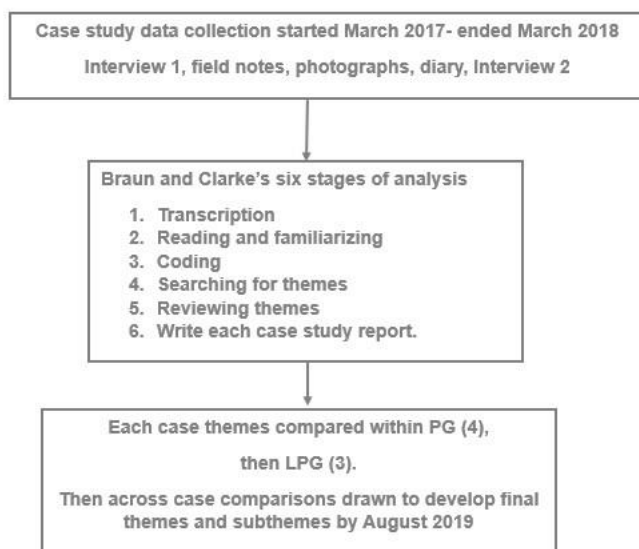 Case study data collection started March 2017- ended March 2018
Interview 1, field notes, photographs, diary, Interview 2
Braun and Clarke's six stages of analysis
1. Transcription
2. Reading and familiarizing
3. Coding
4. Searching for themes
5. Reviewing themes
6. Write each case study report.
Each case themes compared within PG (4),
then LPG (3).
Then across case comparisons drawn to develop final
themes and subthemes by August 2019